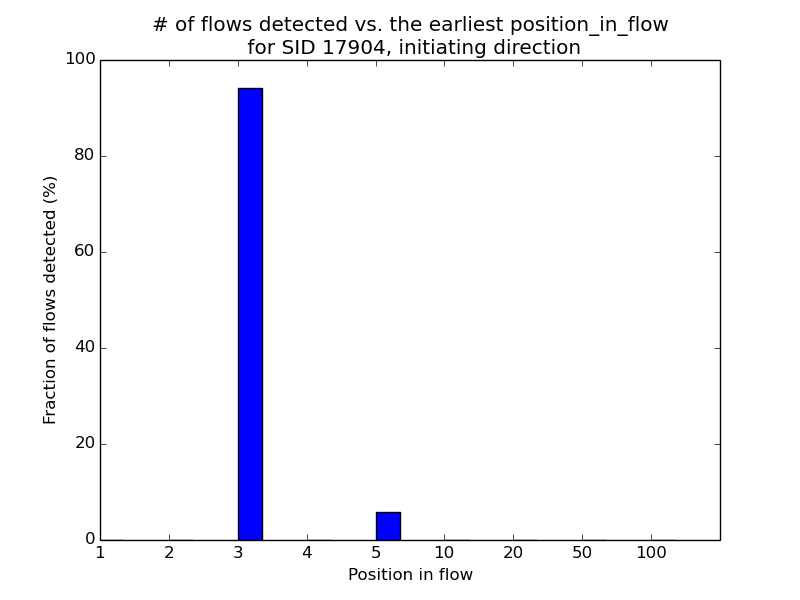 # of flows detected vs. the earliest position_in_flow
for SID 17904, initiating direction
100
80
60
40
20
0
Fraction of flows detected (%)
1 2 3 4 5 10 20 50 100
Position in flow